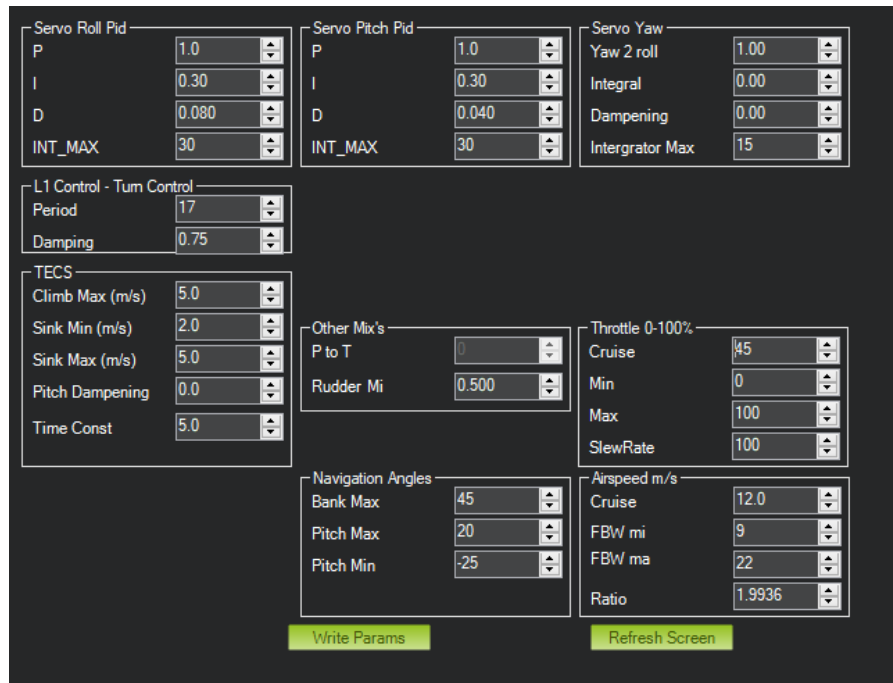 Servo Roll Pid
P 1.0
I 0.30
D 0.080
INT_MAX 30
Servo Pitch Pid
P 1.0
I 0.30
D 0.040
INT_MAX 30
Servo Yaw
Yaw 2 roll 1.00
Integral 0.00
Dampening 0.00
Intergrator Max 15
L1 Control - Turn Control
Period 17
Damping 0.75
TECS
Climb Max (m/s) 5.0
Sink Min (m/s) 2.0
Sink Max (m/s) 5.0
Pitch Dampening 0.0
Time Const 5.0
Other Mix's
P to T 0
Rudder Mi 0.500
Throttle 0-100%
Cruise 45
Min 0
Max 100
SlewRate 100
Navigation Angles
Bank Max 45
Pitch Max 20
Pitch Min -25
Airspeed m/s
Cruise 12.0
FBW mi 9
FBW ma 22
Ratio 1.9936
Write Params
Refresh Screen